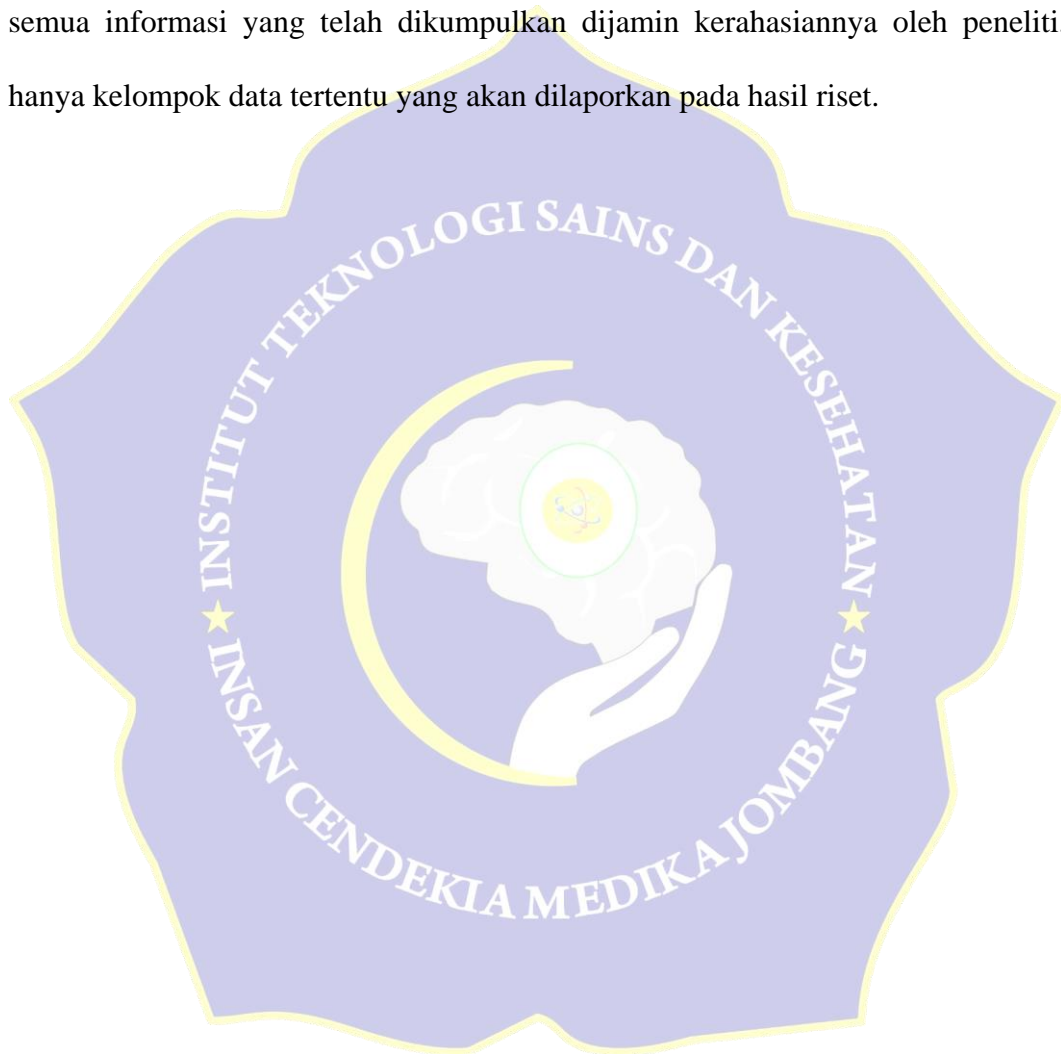 semua informasi yang telah dikumpulkan dijamin kerahasiannya oleh peneliti.
hanya kelompok data tertentu yang akan dilaporkan pada hasil riset.
INSTITUT TEKNOLOGI SAINS DAN KESEHATAN
INSAN CENDEKIA MEDIKA JOMBANG